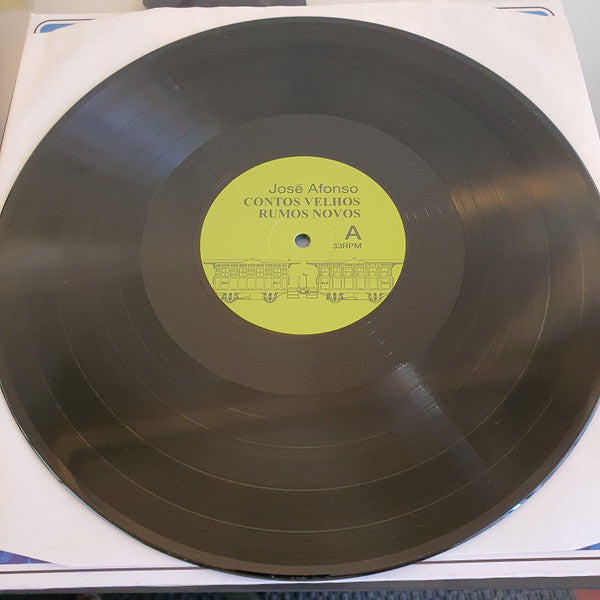 José Afonso
CONTOS VELHOS
RUMOS NOVOS
A
33RPM